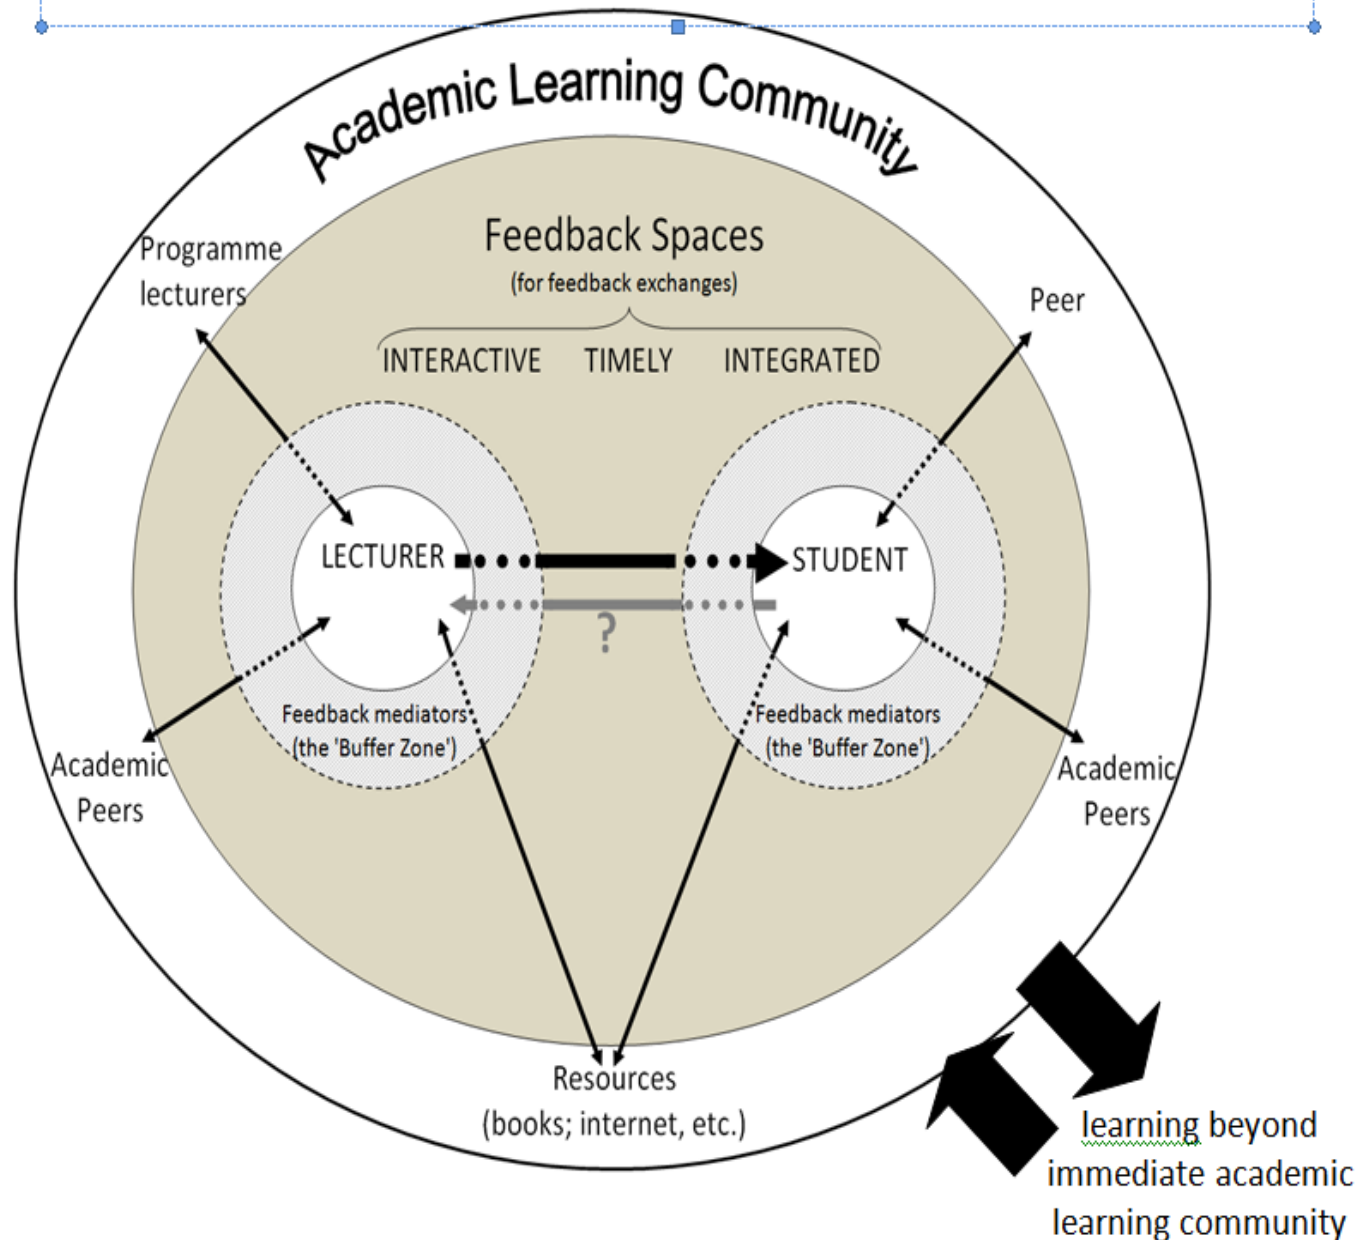 Academic Learning Community
Feedback Spaces
(for feedback exchanges)
INTERACTIVE TIMELY INTEGRATED
Programme
lecturers
Peer
LECTURER
STUDENT
?
Feedback mediators
(the 'Buffer Zone')
Feedback mediators
(the 'Buffer Zone')
Academic
Peers
Academic
Peers
Resources
(books; internet, etc.)
learning beyond
immediate academic
learning community